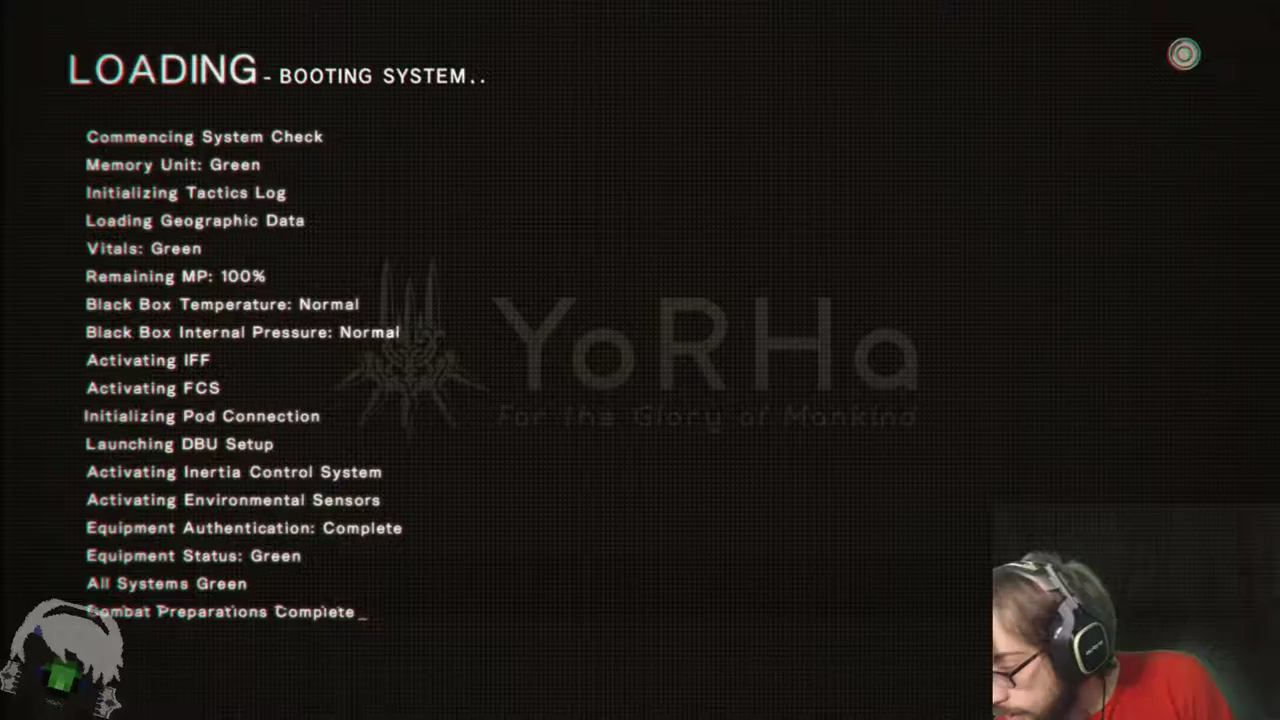 LOADING - BOOTING SYSTEM..
Commencing System Check
Memory Unit: Green
Initializing Tactics Log
Loading Geographic Data
Vitals: Green
Remaining MP: 100%
Black Box Temperature: Normal
Black Box Internal Pressure: Normal
Activating IFF
Activating FCS
Initializing Pod Connection
Launching DBU Setup
Activating Inertia Control System
Activating Environmental Sensors
Equipment Authentication: Complete
Equipment Status: Green
All Systems Green
Combat Preparations Complete_
YoRHa
For the Glory of Mankind